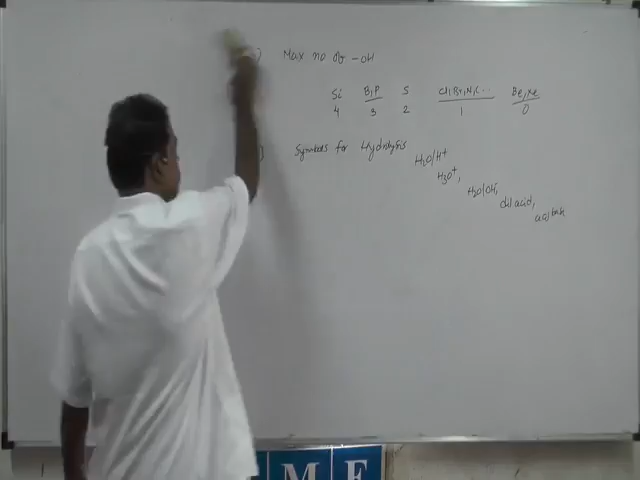 ) Max no of -OH
Si B,P S Cl,Br,N,C... Be,Xe
4 3 2 1 0
) Symbols for Hydrolysis
H₂O/H⁺
H₃O⁺,
H₂O/OH⁻,
dil acid,
aq base
M E